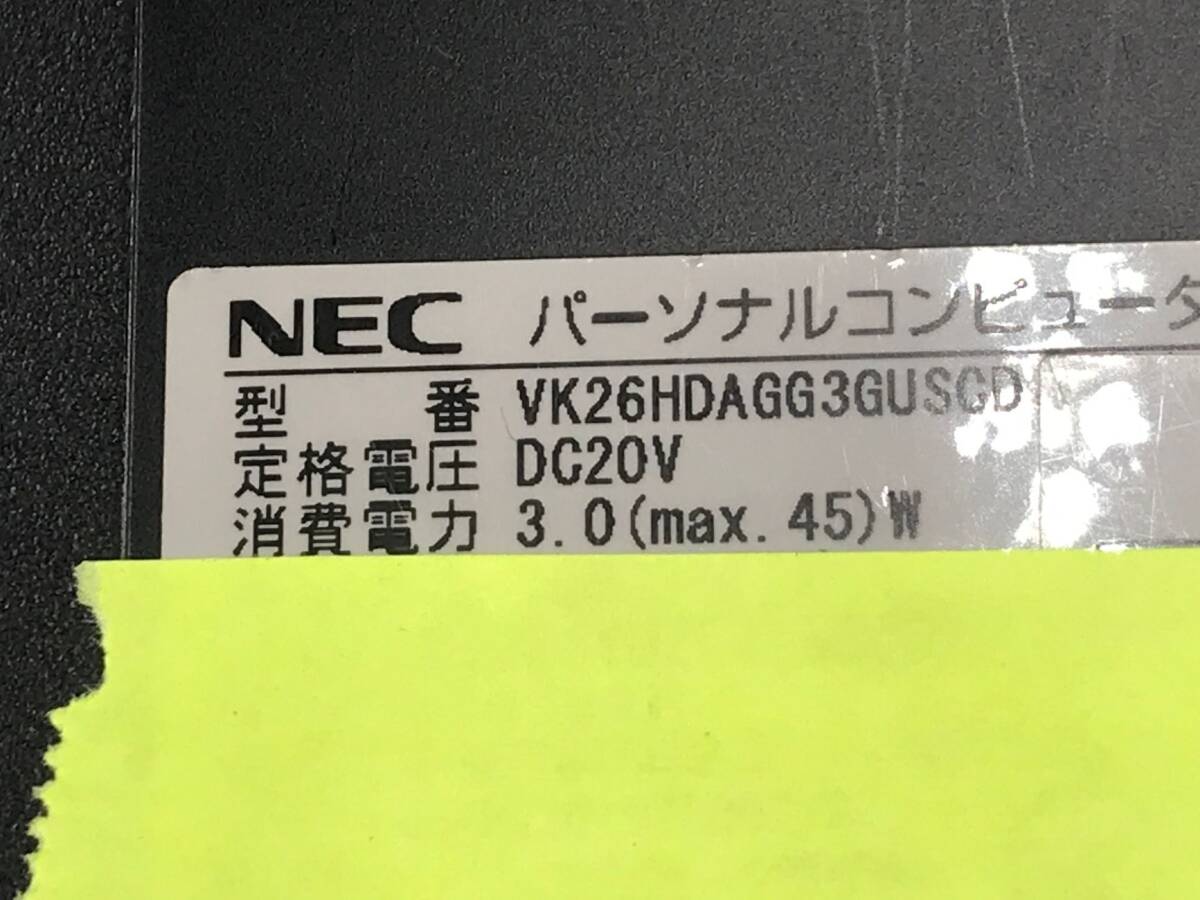 NEC パーソナルコンピュータ
型 番 VK26HDAGG3GUSCD
定格電圧 DC20V
消費電力 3.0(max.45)W